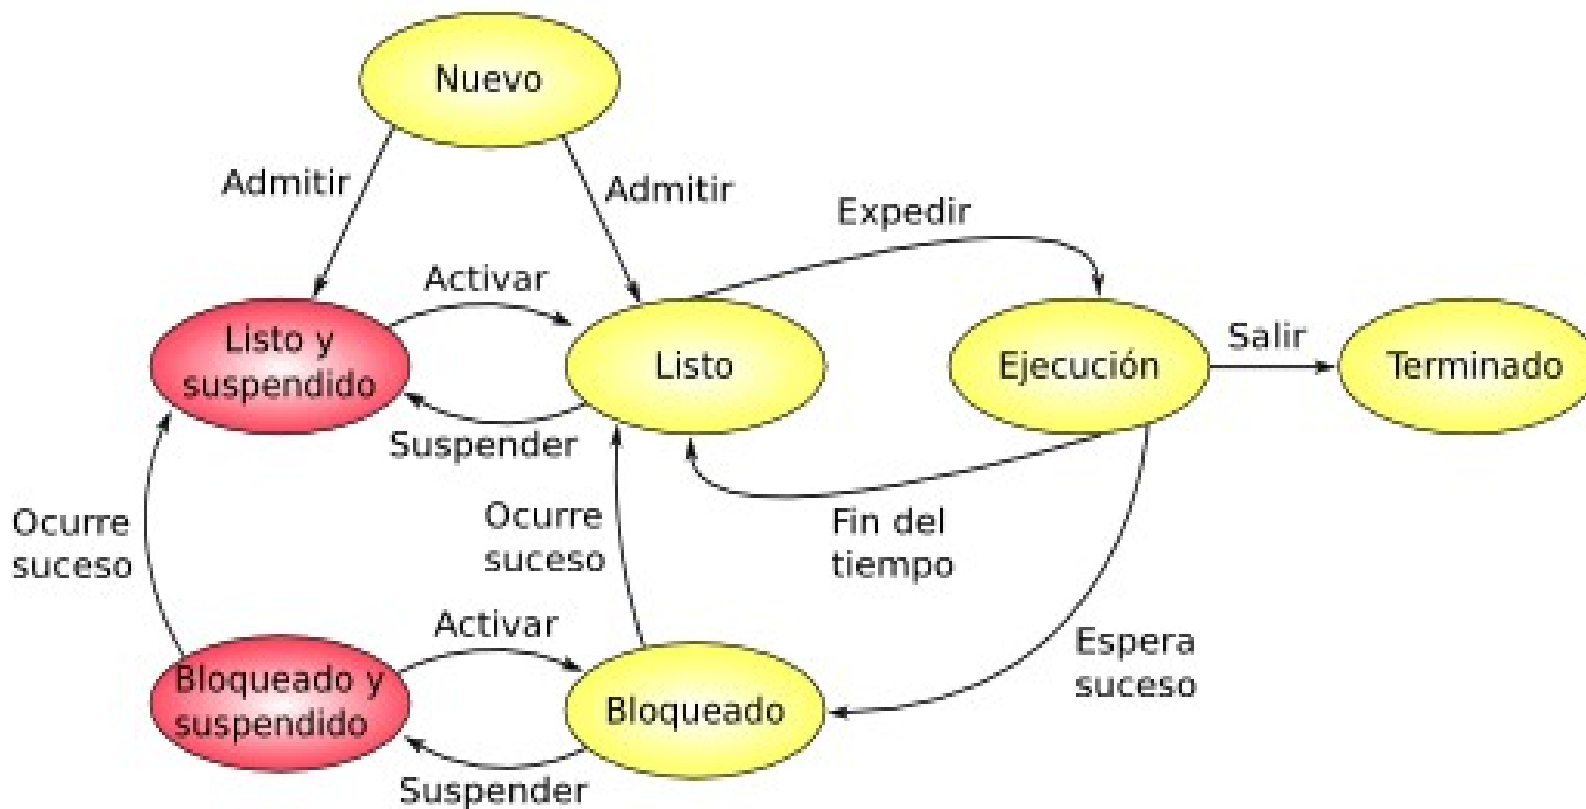 Nuevo
Admitir
Admitir
Expedir
Activar
Listo y
suspendido
Listo
Ejecución
Salir
Terminado
Suspender
Ocurre
suceso
Ocurre
suceso
Fin del
tiempo
Activar
Espera
suceso
Bloqueado y
suspendido
Bloqueado
Suspender